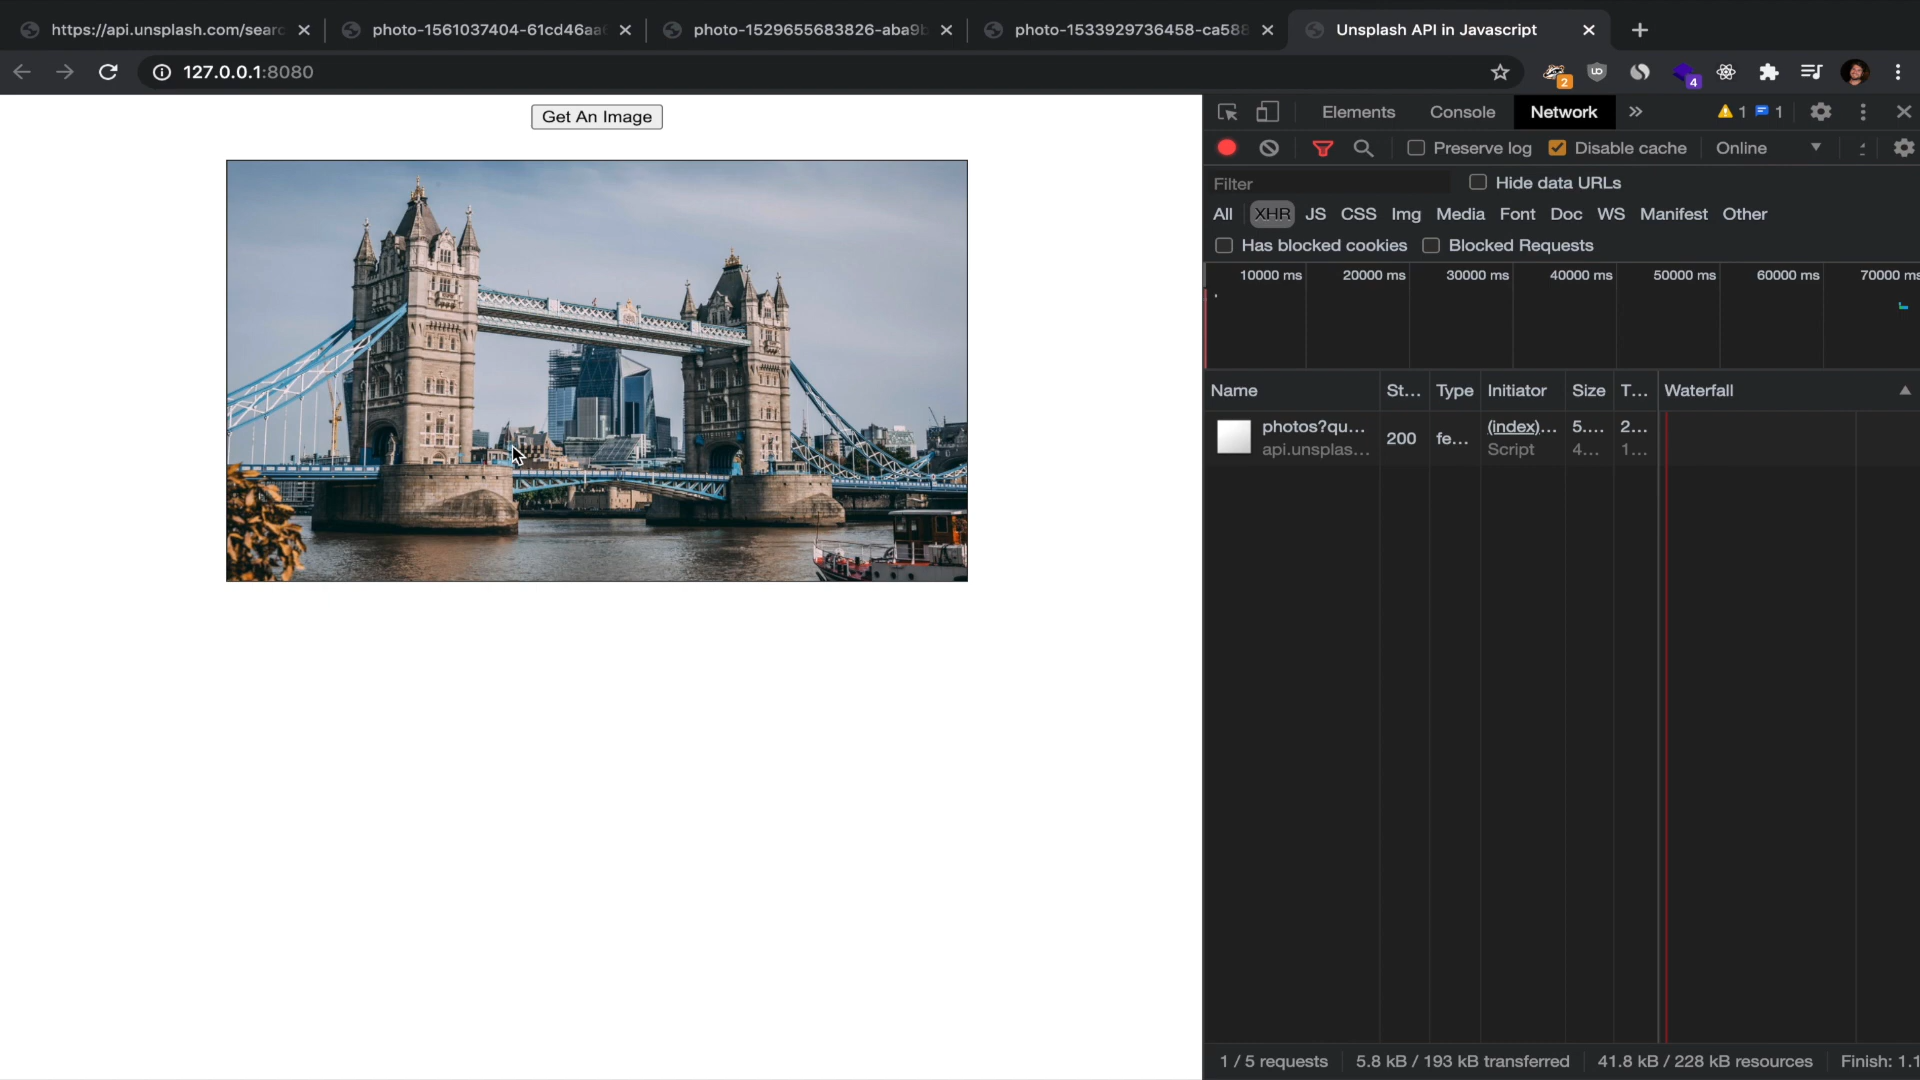 https://api.unsplash.com/searc
photo-1561037404-61cd46aa6
photo-1529655683826-aba9b
photo-1533929736458-ca588
Unsplash API in Javascript
127.0.0.1:8080
2
4
Get An Image
Elements Console Network » 1 1
Preserve log Disable cache Online
Filter Hide data URLs
All XHR JS CSS Img Media Font Doc WS Manifest Other
Has blocked cookies Blocked Requests
10000 ms 20000 ms 30000 ms 40000 ms 50000 ms 60000 ms 70000 ms
Name St... Type Initiator Size T... Waterfall
photos?qu... 200 fe... (index)... 5.... 2...
api.unsplas... Script 4... 1...
1 / 5 requests 5.8 kB / 193 kB transferred 41.8 kB / 228 kB resources Finish: 1.1